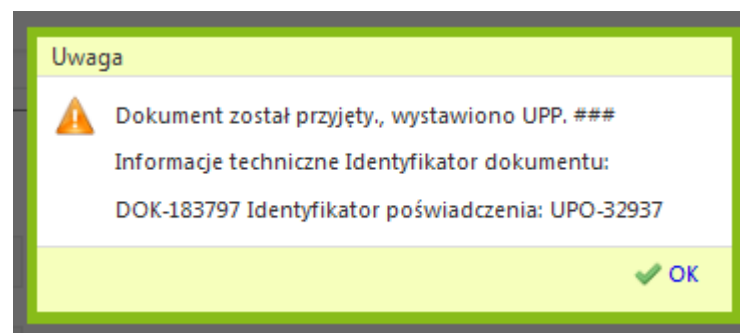 Uwaga
Dokument został przyjęty., wystawiono UPP. ###
Informacje techniczne Identyfikator dokumentu:
DOK-183797 Identyfikator poświadczenia: UPO-32937
OK